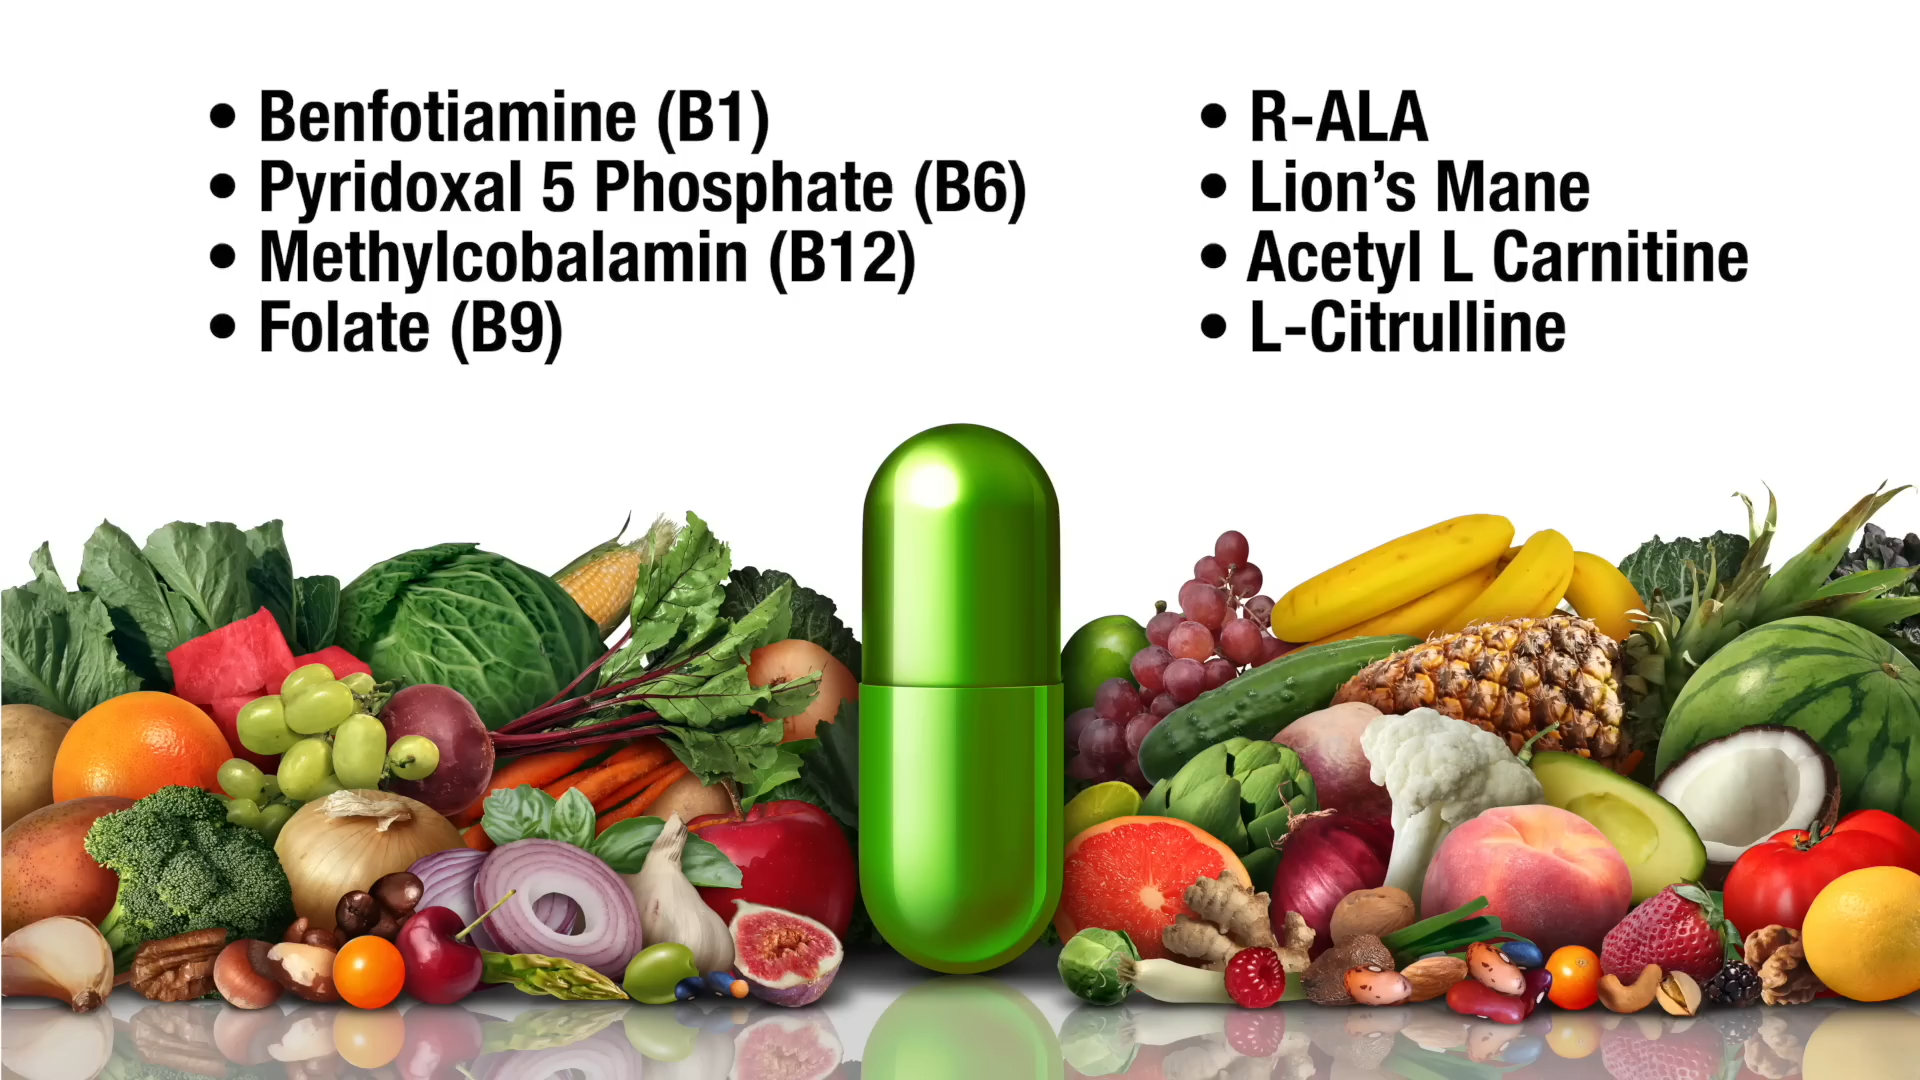 • Benfotiamine (B1)
• Pyridoxal 5 Phosphate (B6)
• Methylcobalamin (B12)
• Folate (B9)
• R-ALA
• Lion’s Mane
• Acetyl L Carnitine
• L-Citrulline